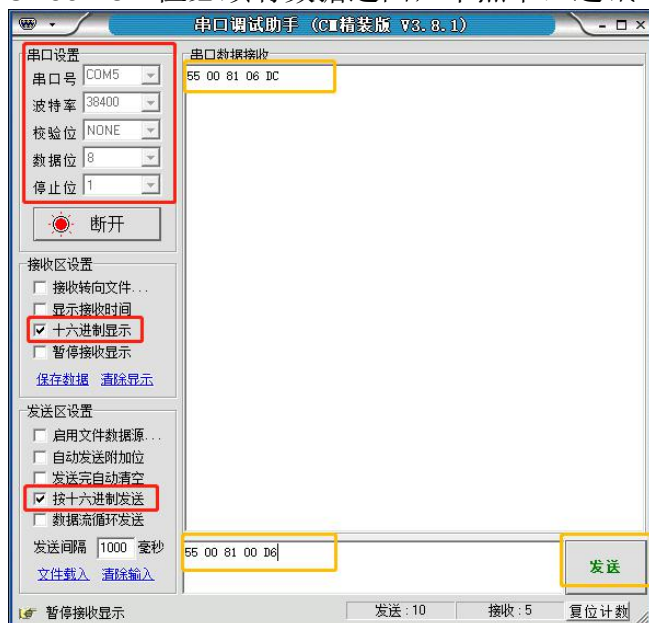 串口调试助手 (CM精装版 V3.8.1)
串口设置
串口号 COM5
波特率 38400
校验位 NONE
数据位 8
停止位 1
断开
接收区设置
接收转向文件...
显示接收时间
十六进制显示
暂停接收显示
保存数据 清除显示
发送区设置
启用文件数据源...
自动发送附加位
发送完自动清空
按十六进制发送
数据流循环发送
发送间隔 1000 毫秒
文件载入 清除输入
串口数据接收
55 00 81 06 DC
55 00 81 00 D6
发送
暂停接收显示
发送:10
接收:5
复位计数